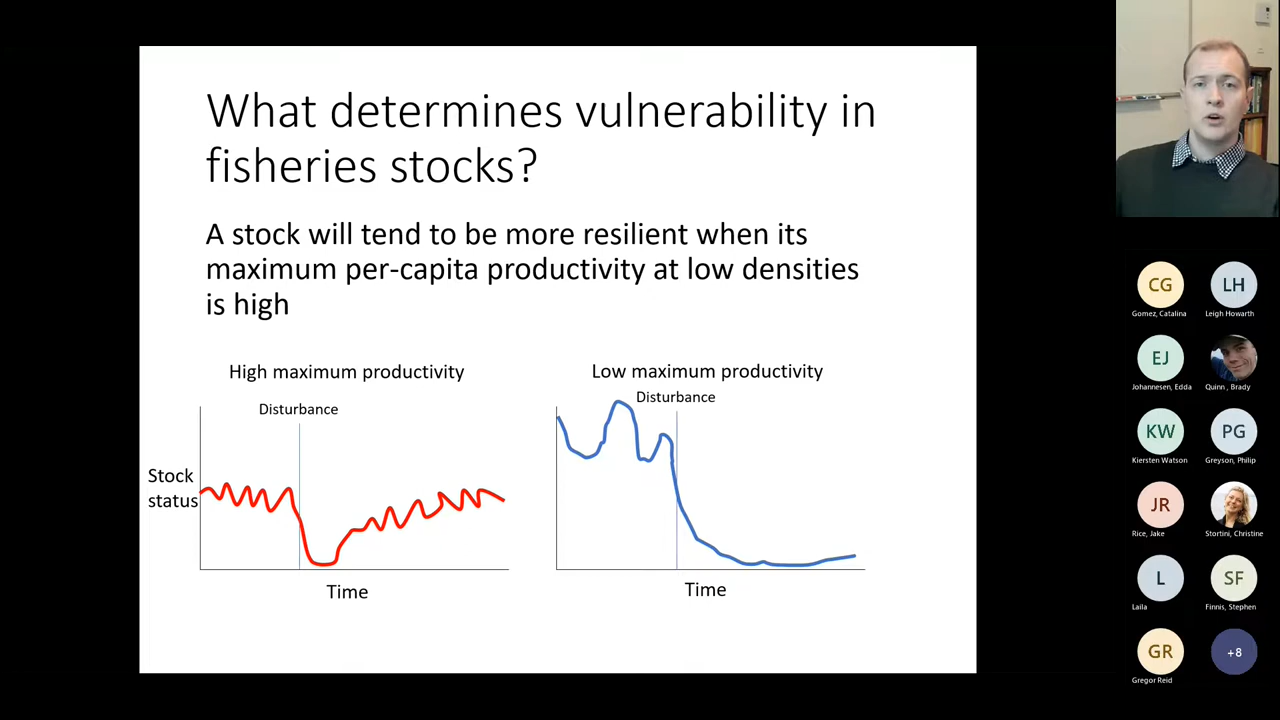 What determines vulnerability in
fisheries stocks?
A stock will tend to be more resilient when its
maximum per-capita productivity at low densities
is high
High maximum productivity
Disturbance
Stock
status
Time
Low maximum productivity
Disturbance
Time
CG
Gomez, Catalina
LH
Leigh Howarth
EJ
Johannesen, Edda
Quinn , Brady
KW
Kiersten Watson
PG
Greyson, Philip
JR
Rice, Jake
Stortini, Christine
L
Laila
SF
Finnis, Stephen
GR
Gregor Reid
+8